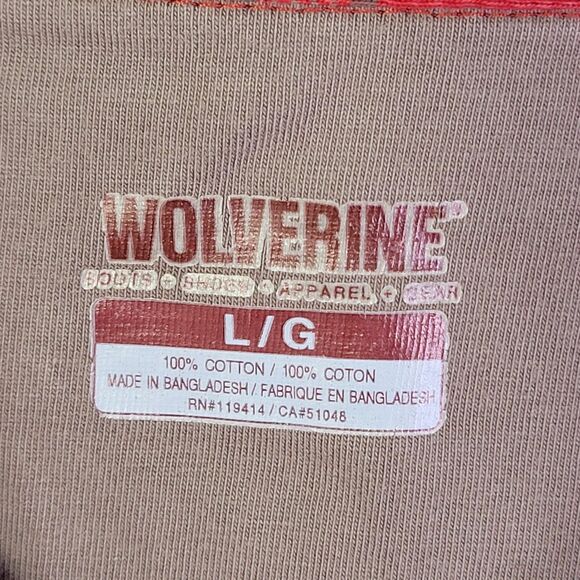 WOLVERINE®
BOOTS + SHOES + APPAREL + GEAR
L/G
100% COTTON / 100% COTON
MADE IN BANGLADESH / FABRIQUE EN BANGLADESH
RN#119414 / CA#51048